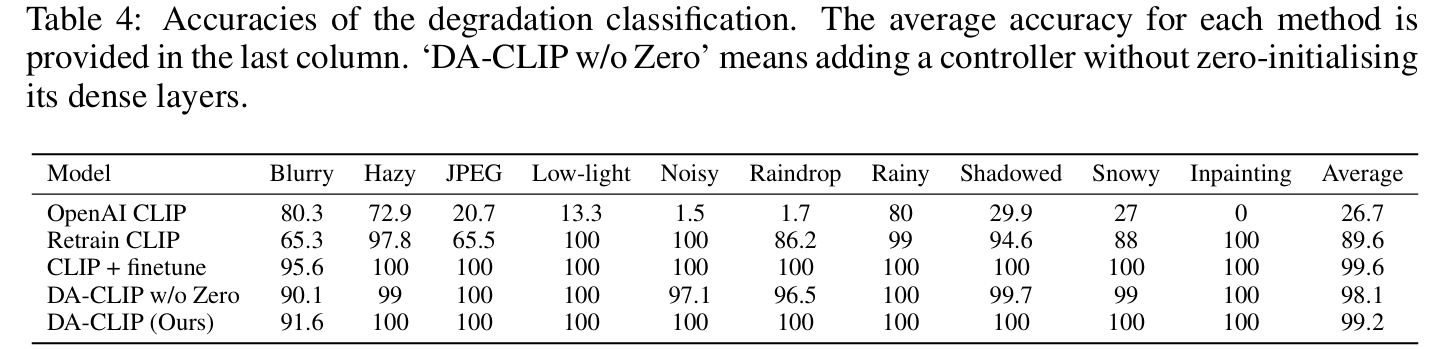 Table 4: Accuracies of the degradation classification. The average accuracy for each method is
provided in the last column. ‘DA-CLIP w/o Zero’ means adding a controller without zero-initialising
its dense layers.
Model Blurry Hazy JPEG Low-light Noisy Raindrop Rainy Shadowed Snowy Inpainting Average
OpenAI CLIP 80.3 72.9 20.7 13.3 1.5 1.7 80 29.9 27 0 26.7
Retrain CLIP 65.3 97.8 65.5 100 100 86.2 99 94.6 88 100 89.6
CLIP + finetune 95.6 100 100 100 100 100 100 100 100 100 99.6
DA-CLIP w/o Zero 90.1 99 100 100 97.1 96.5 100 99.7 99 100 98.1
DA-CLIP (Ours) 91.6 100 100 100 100 100 100 100 100 100 99.2